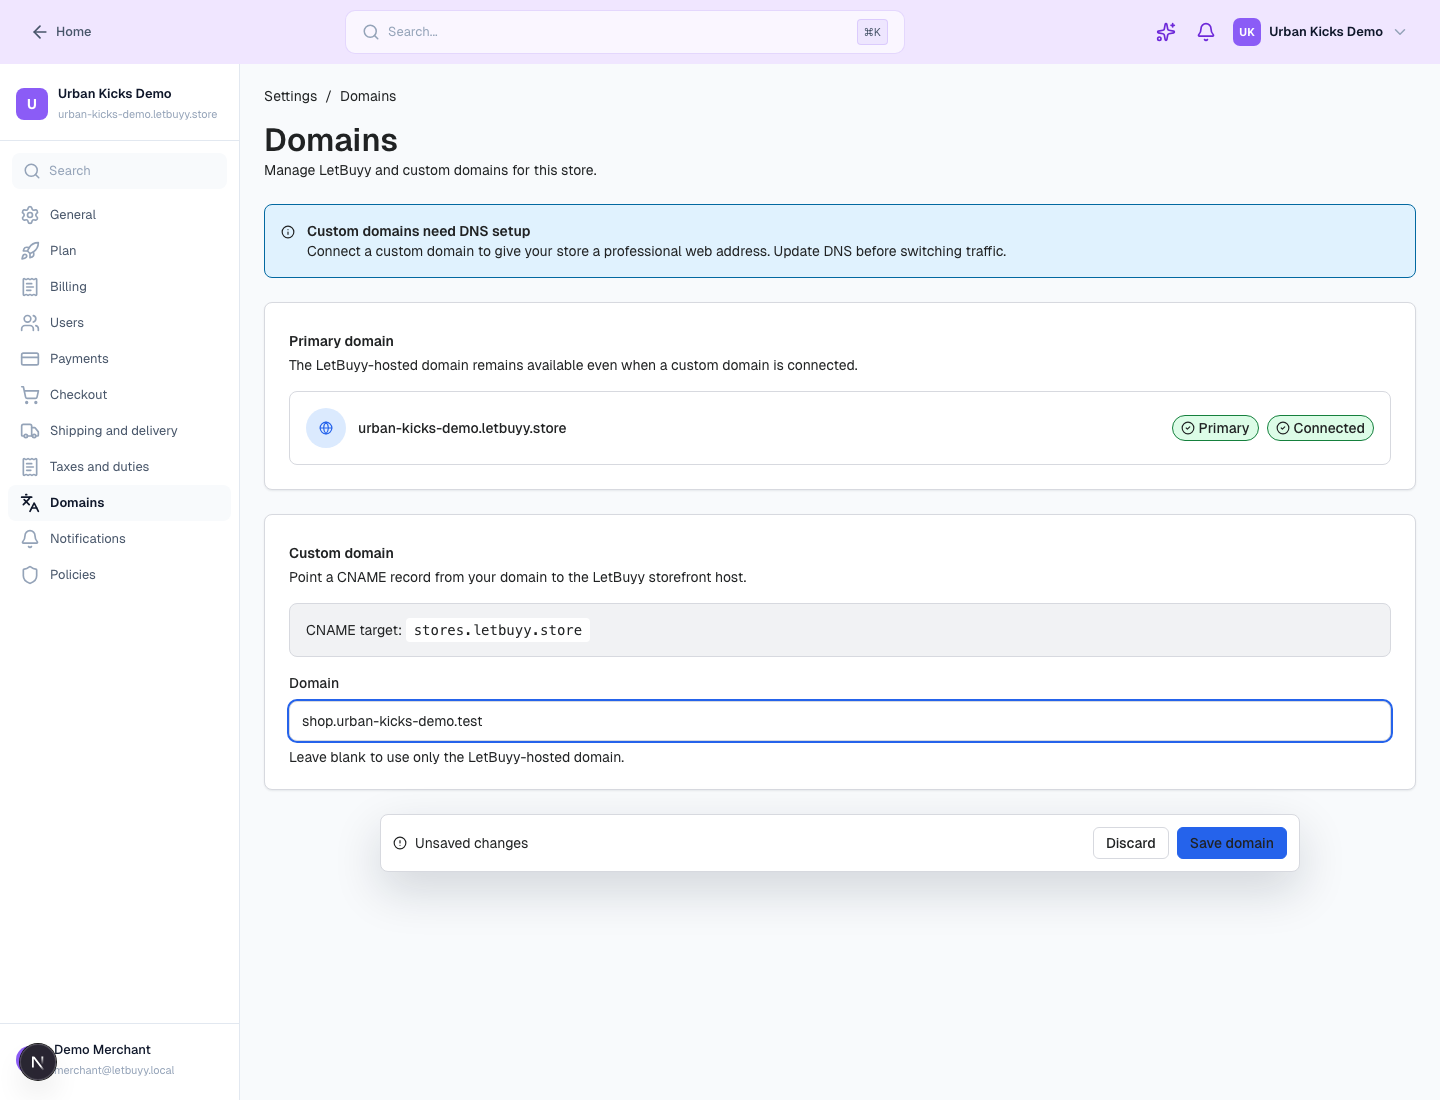 Home
Search...
⌘K
UK
Urban Kicks Demo
U
Urban Kicks Demo
urban-kicks-demo.letbuyy.store
Search
General
Plan
Billing
Users
Payments
Checkout
Shipping and delivery
Taxes and duties
Domains
Notifications
Policies
N
Demo Merchant
merchant@letbuyy.local
Settings / Domains
Domains
Manage LetBuyy and custom domains for this store.
Custom domains need DNS setup
Connect a custom domain to give your store a professional web address. Update DNS before switching traffic.
Primary domain
The LetBuyy-hosted domain remains available even when a custom domain is connected.
urban-kicks-demo.letbuyy.store
Primary
Connected
Custom domain
Point a CNAME record from your domain to the LetBuyy storefront host.
CNAME target: stores.letbuyy.store
Domain
shop.urban-kicks-demo.test
Leave blank to use only the LetBuyy-hosted domain.
Unsaved changes
Discard
Save domain